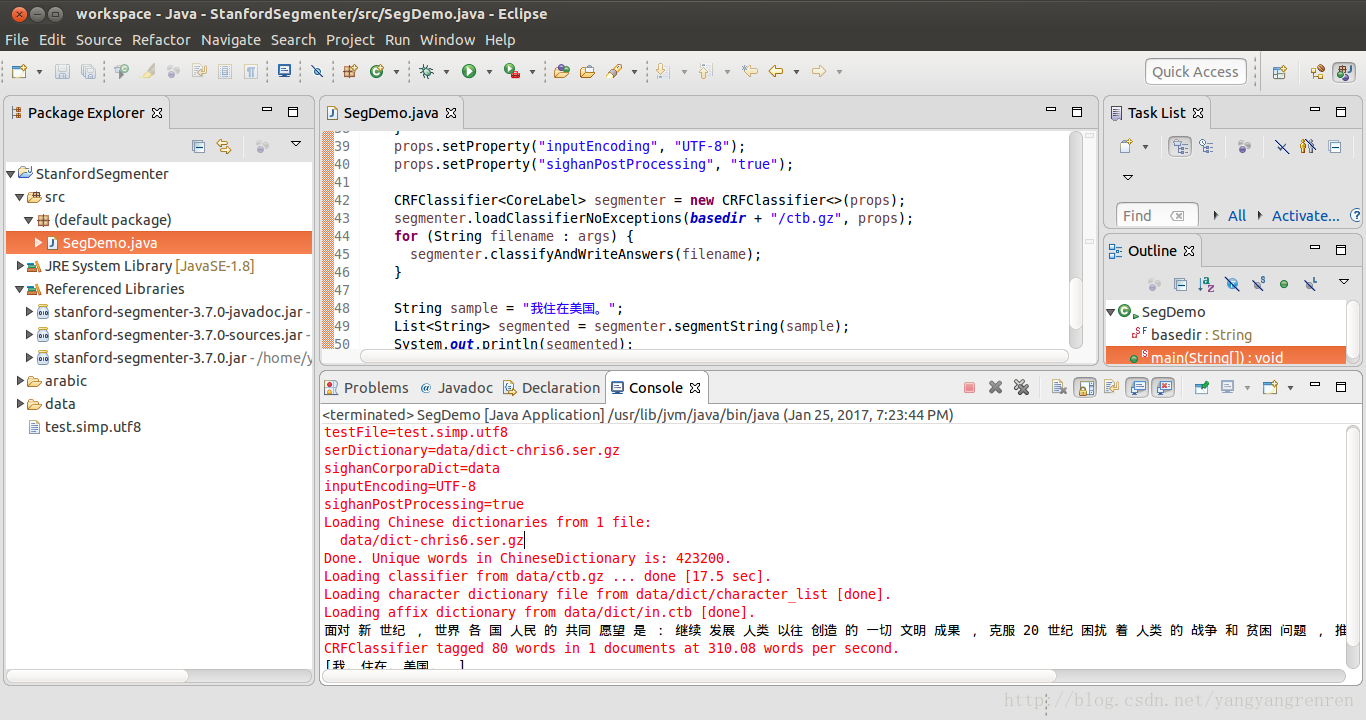 workspace - Java - StanfordSegmenter/src/SegDemo.java - Eclipse
File Edit Source Refactor Navigate Search Project Run Window Help
Quick Access
Package Explorer
StanfordSegmenter
src
(default package)
SegDemo.java
JRE System Library [JavaSE-1.8]
Referenced Libraries
stanford-segmenter-3.7.0-javadoc.jar -
stanford-segmenter-3.7.0-sources.jar -
stanford-segmenter-3.7.0.jar - /home/y
arabic
data
test.simp.utf8
SegDemo.java
38 }
39 props.setProperty("inputEncoding", "UTF-8");
40 props.setProperty("sighanPostProcessing", "true");
41
42 CRFClassifier<CoreLabel> segmenter = new CRFClassifier<>(props);
43 segmenter.loadClassifierNoExceptions(basedir + "/ctb.gz", props);
44 for (String filename : args) {
45 segmenter.classifyAndWriteAnswers(filename);
46 }
47
48 String sample = "我住在美国。";
49 List<String> segmented = segmenter.segmentString(sample);
50 System.out.println(segmented);
Task List
Find All Activate...
Outline
SegDemo
basedir : String
main(String[]) : void
Problems Javadoc Declaration Console
<terminated> SegDemo [Java Application] /usr/lib/jvm/java/bin/java (Jan 25, 2017, 7:23:44 PM)
testFile=test.simp.utf8
serDictionary=data/dict-chris6.ser.gz
sighanCorporaDict=data
inputEncoding=UTF-8
sighanPostProcessing=true
Loading Chinese dictionaries from 1 file:
data/dict-chris6.ser.gz
Done. Unique words in ChineseDictionary is: 423200.
Loading classifier from data/ctb.gz ... done [17.5 sec].
Loading character dictionary file from data/dict/character_list [done].
Loading affix dictionary from data/dict/in.ctb [done].
面对 新 世纪 , 世界 各 国 人民 的 共同 愿望 是 : 继续 发展 人类 以往 创造 的 一切 文明 成果 , 克服 20 世纪 困扰 着 人类 的 战争 和 贫困 问题 , 推
CRFClassifier tagged 80 words in 1 documents at 310.08 words per second.
[我, 住在, 美国, 。]
http://blog.csdn.net/yangyangrenren